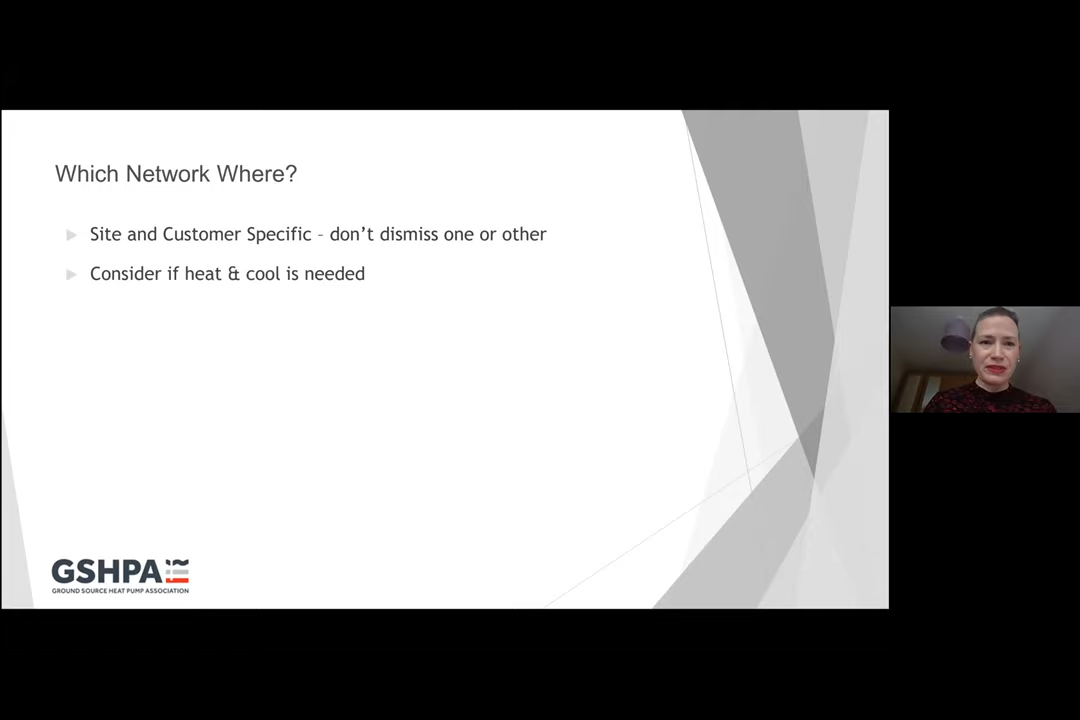 Which Network Where?
Site and Customer Specific – don't dismiss one or other
Consider if heat & cool is needed
GSHPA
GROUND SOURCE HEAT PUMP ASSOCIATION